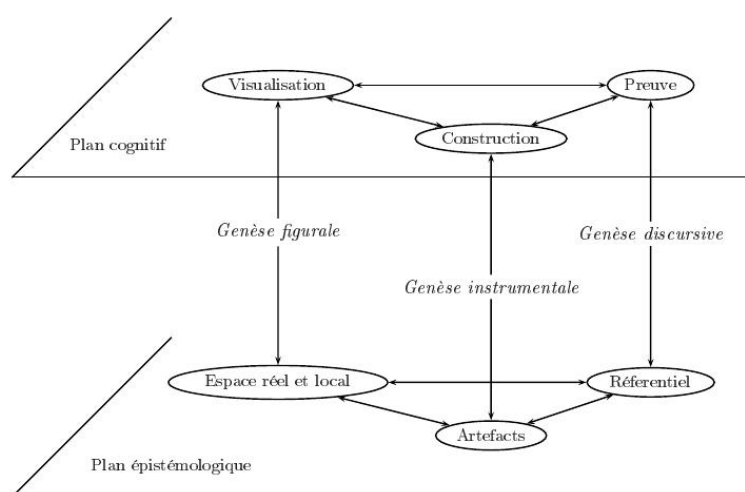 Visualisation
Preuve
Construction
Plan cognitif
Genèse figurale
Genèse discursive
Genèse instrumentale
Espace réel et local
Réferentiel
Artefacts
Plan épistémologique